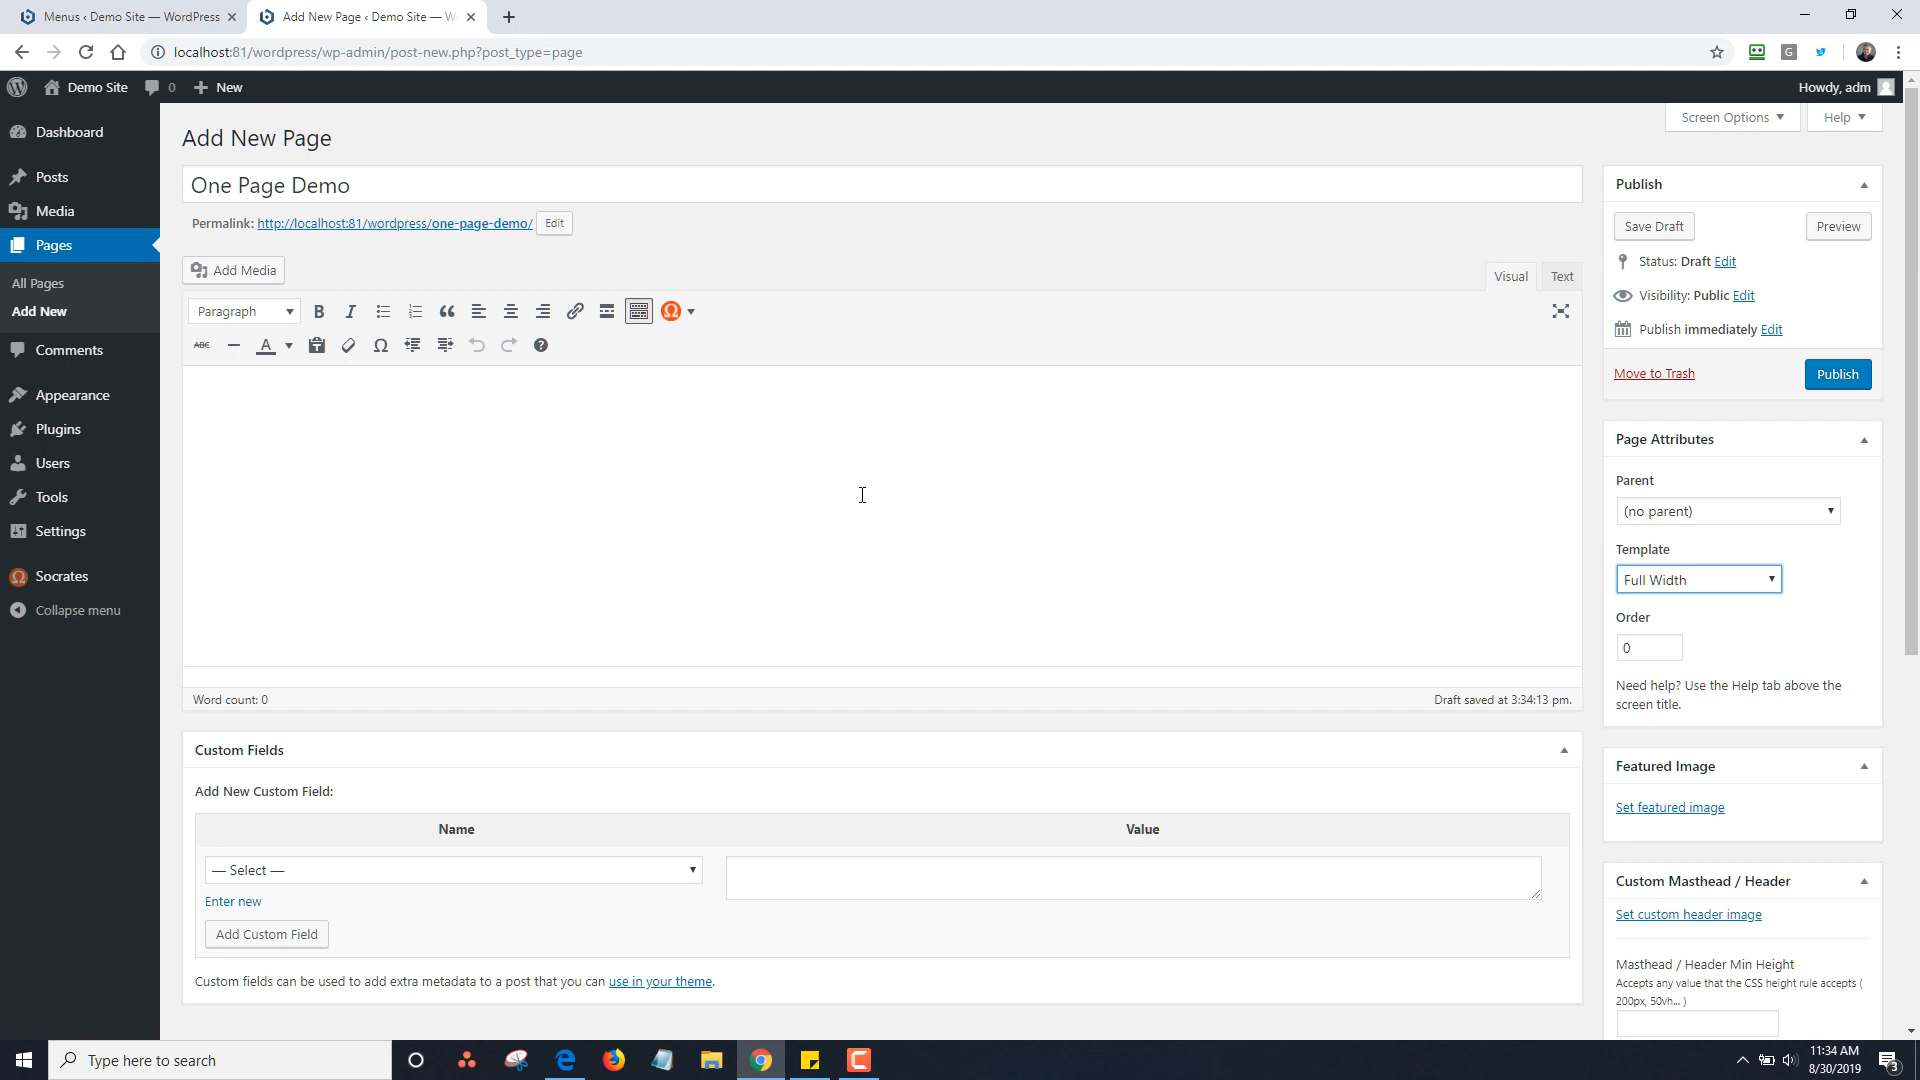 Menus ‹ Demo Site — WordPress
Add New Page ‹ Demo Site — W
localhost:81/wordpress/wp-admin/post-new.php?post_type=page
Demo Site
0
New
Howdy, adm
Dashboard
Posts
Media
Pages
All Pages
Add New
Comments
Appearance
Plugins
Users
Tools
Settings
Socrates
Collapse menu
Screen Options
Help
Add New Page
One Page Demo
Permalink: http://localhost:81/wordpress/one-page-demo/ Edit
Add Media
Visual
Text
Paragraph
B
I
ABC
A
Word count: 0
Draft saved at 3:34:13 pm.
Custom Fields
Add New Custom Field:
Name
Value
— Select —
Enter new
Add Custom Field
Custom fields can be used to add extra metadata to a post that you can use in your theme.
Publish
Save Draft
Preview
Status: Draft Edit
Visibility: Public Edit
Publish immediately Edit
Move to Trash
Publish
Page Attributes
Parent
(no parent)
Template
Full Width
Order
0
Need help? Use the Help tab above the
screen title.
Featured Image
Set featured image
Custom Masthead / Header
Set custom header image
Masthead / Header Min Height
Accepts any value that the CSS height rule accepts (
200px, 50vh... )
Type here to search
11:34 AM
8/30/2019
3